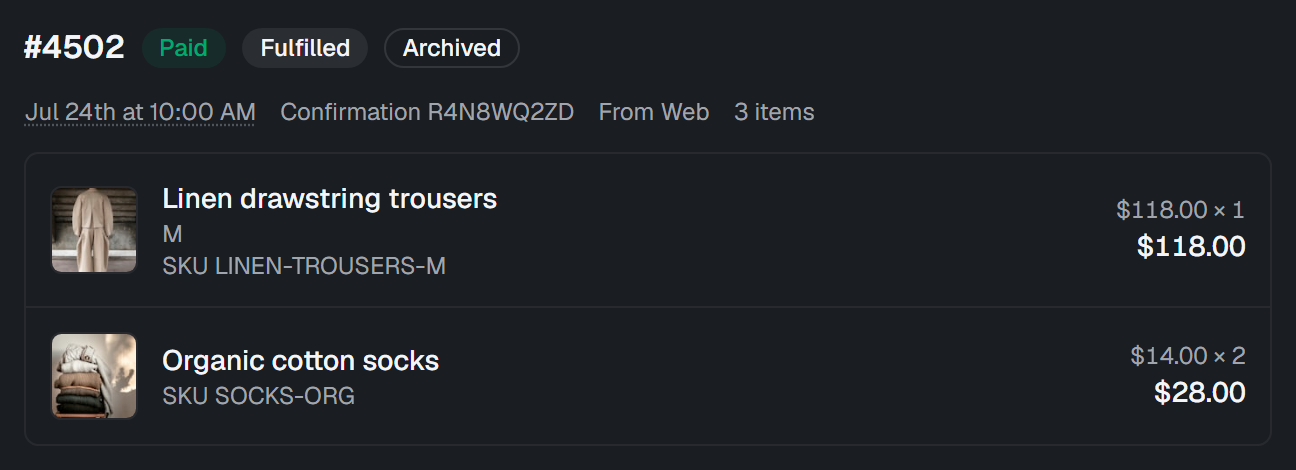 #4502 Paid Fulfilled Archived
Jul 24th at 10:00 AM Confirmation R4N8WQ2ZD From Web 3 items
Linen drawstring trousers
M
SKU LINEN-TROUSERS-M
$118.00 × 1
$118.00
Organic cotton socks
SKU SOCKS-ORG
$14.00 × 2
$28.00